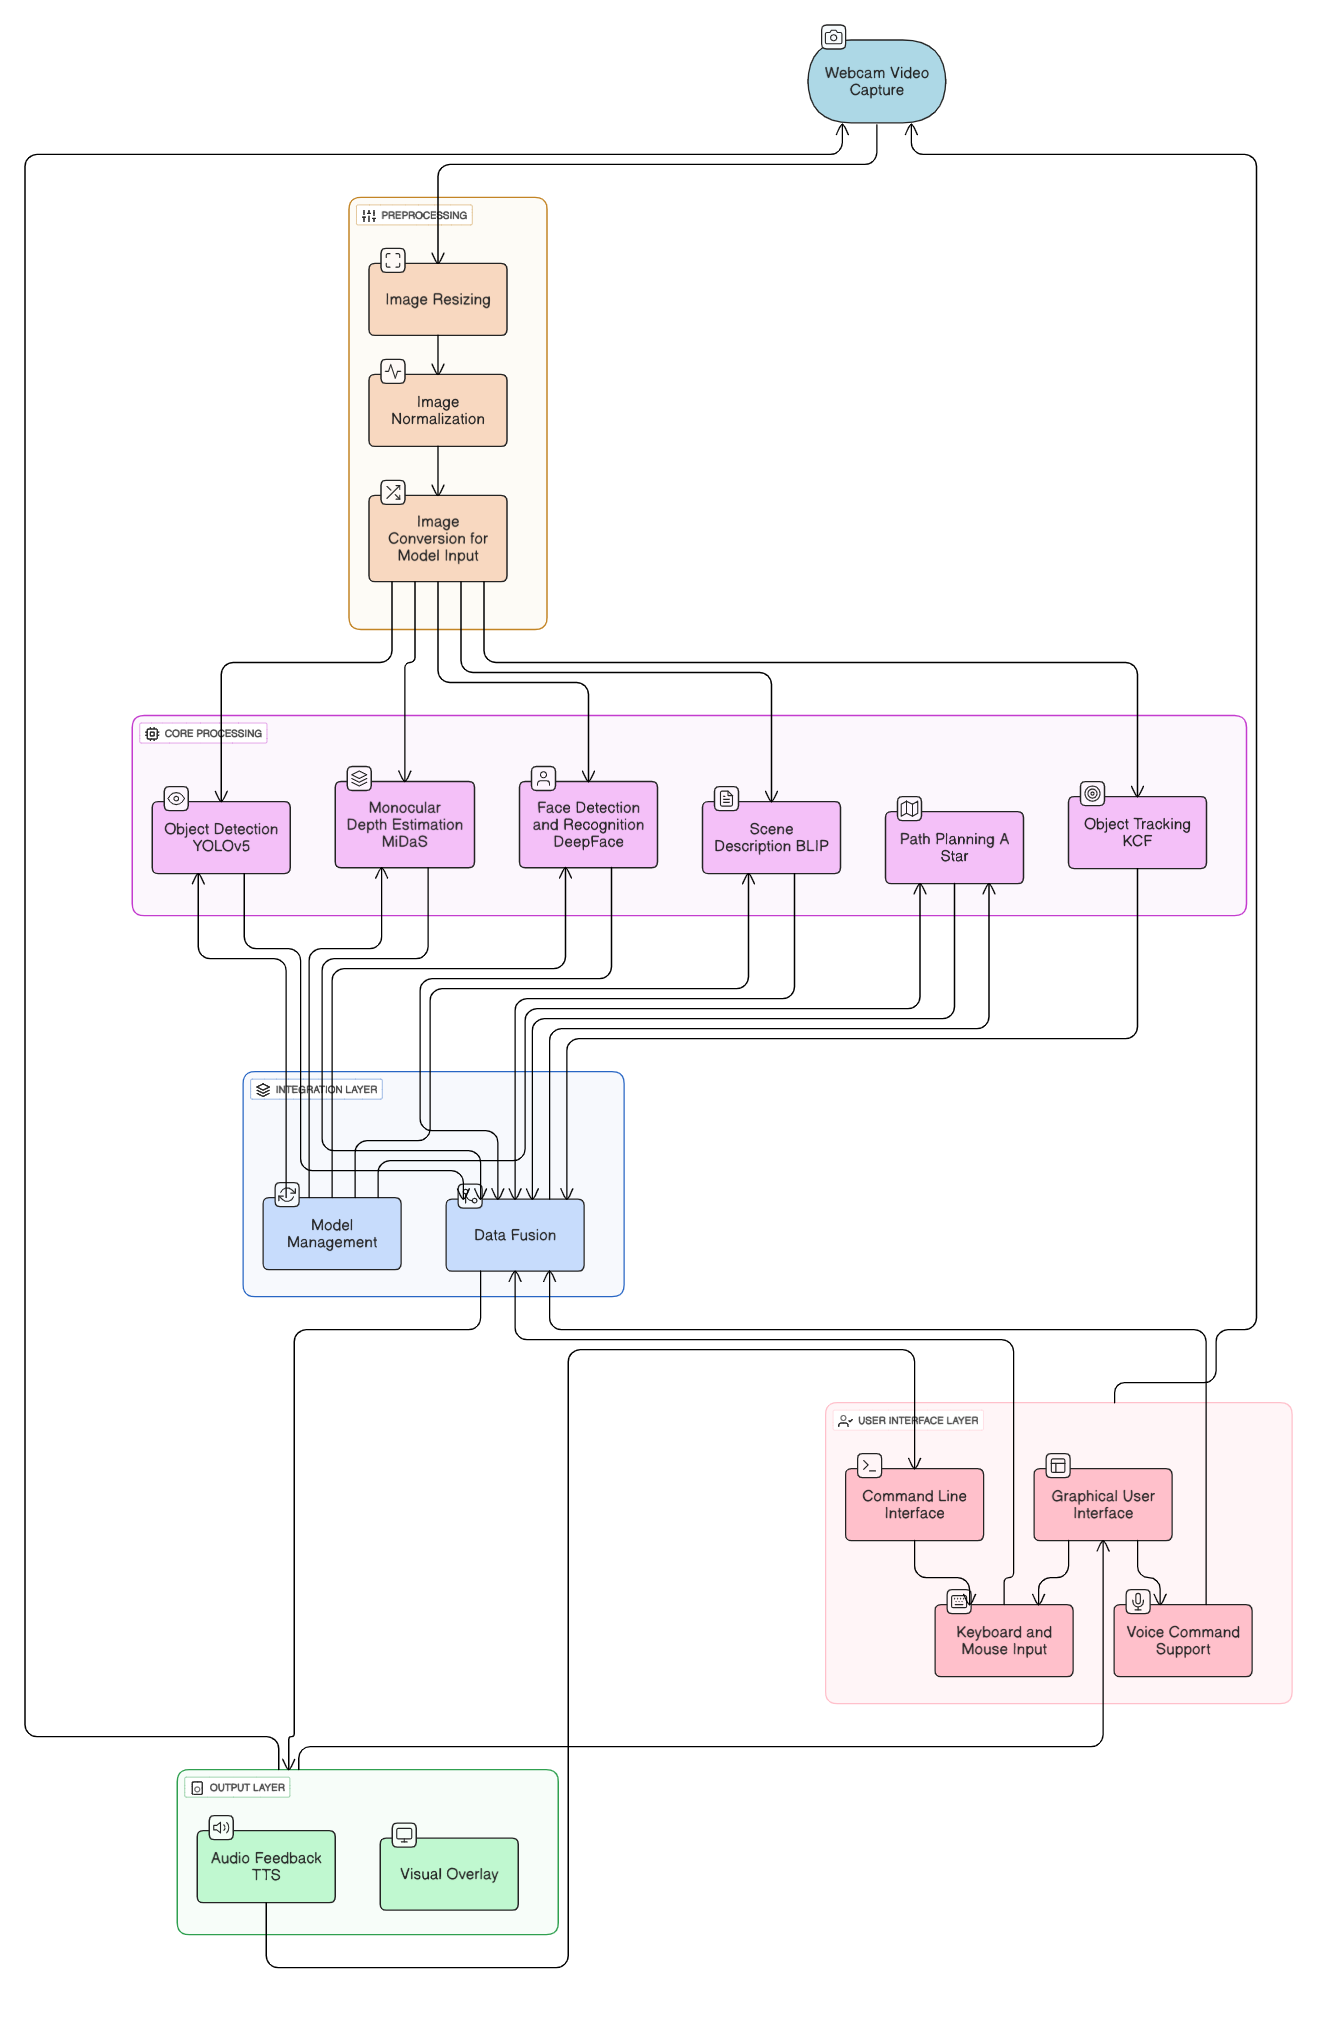 Webcam Video
Capture
PREPROCESSING
Image Resizing
Image
Normalization
Image
Conversion for
Model Input
CORE PROCESSING
Object Detection
YOLOv5
Monocular
Depth Estimation
MiDaS
Face Detection
and Recognition
DeepFace
Scene
Description BLIP
Path Planning A
Star
Object Tracking
KCF
INTEGRATION LAYER
Model
Management
Data Fusion
USER INTERFACE LAYER
Command Line
Interface
Graphical User
Interface
Keyboard and
Mouse Input
Voice Command
Support
OUTPUT LAYER
Audio Feedback
TTS
Visual Overlay